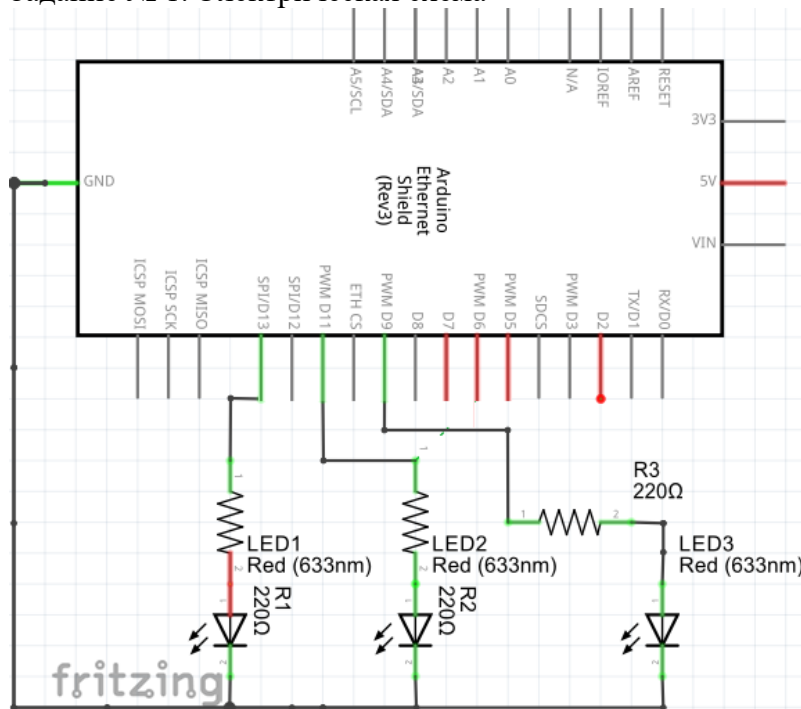 A5/SCL
A4/SDA
A2
A1
A0
N/A
IOREF
AREF
RESET
3V3
5V
VIN
GND
Arduino
Ethernet
Shield
(Rev3)
ICSP MOSI
ICSP SCK
ICSP MISO
SPI/D13
SPI/D12
PWM D11
ETH CS
PWM D9
D8
D7
PWM D6
PWM D5
SDCS
PWM D3
D2
TX/D1
RX/D0
1
1
R3
220Ω
1
2
LED1
Red (633nm)
LED2
Red (633nm)
LED3
Red (633nm)
2
2
1
R1
220Ω
1
R2
220Ω
1
2
2
2
fritzing